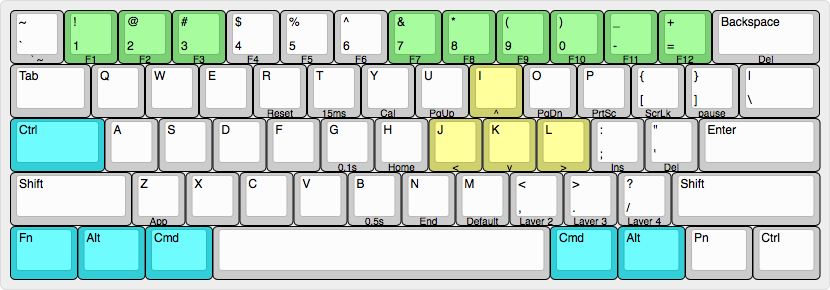 ~ ! @ # $ % ^ & * ( ) _ + Backspace
` 1 2 3 4 5 6 7 8 9 0 - =
` ~ F1 F2 F3 F4 F5 F6 F7 F8 F9 F10 F11 F12 Del
Tab Q W E R T Y U I O P { } |
[ ] \
Reset 15ms Cal PgUp ^ PgDn PrtSc ScrLk pause
Ctrl A S D F G H J K L : " Enter
; '
0.1s Home < v > Ins Del
Shift Z X C V B N M < > ? Shift
, . /
App 0.5s End Default Layer 2 Layer 3 Layer 4
Fn Alt Cmd Cmd Alt Pn Ctrl